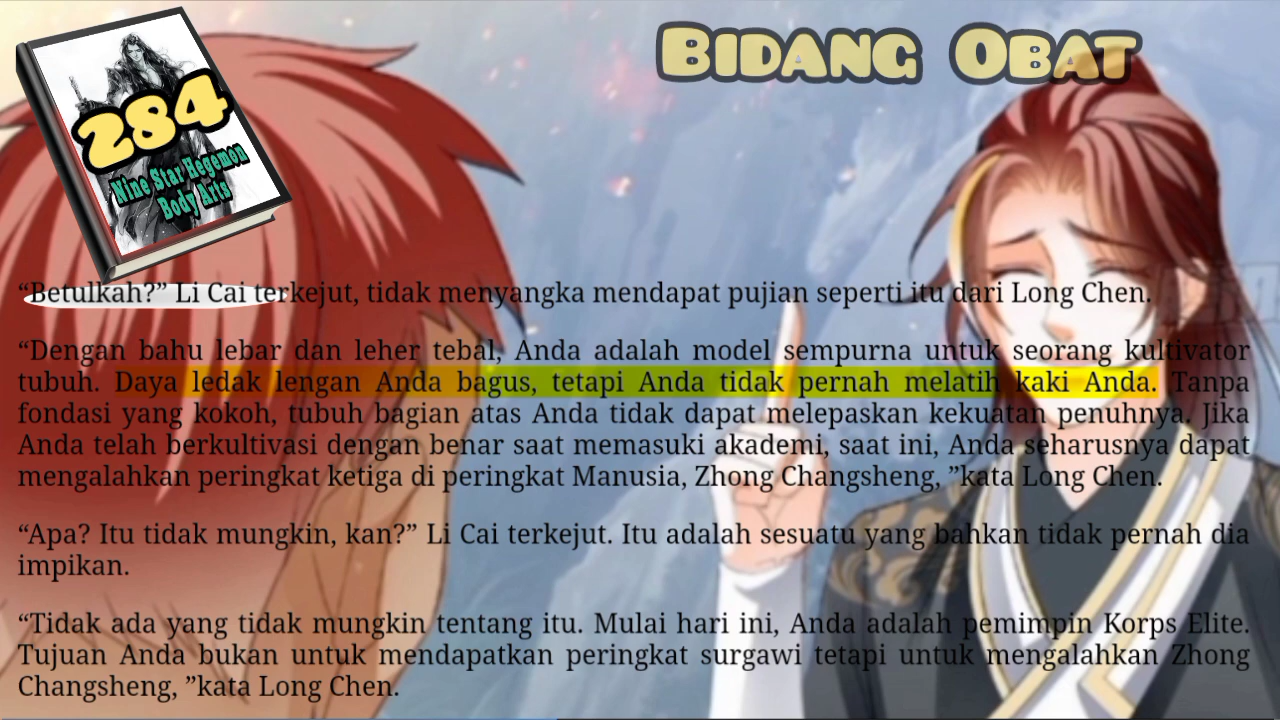 284
Nine Star Hegemon
Body Arts
Bidang Obat
“Betulkah?” Li Cai terkejut, tidak menyangka mendapat pujian seperti itu dari Long Chen.
“Dengan bahu lebar dan leher tebal, Anda adalah model sempurna untuk seorang kultivator
tubuh. Daya ledak lengan Anda bagus, tetapi Anda tidak pernah melatih kaki Anda. Tanpa
fondasi yang kokoh, tubuh bagian atas Anda tidak dapat melepaskan kekuatan penuhnya. Jika
Anda telah berkultivasi dengan benar saat memasuki akademi, saat ini, Anda seharusnya dapat
mengalahkan peringkat ketiga di peringkat Manusia, Zhong Changsheng, ”kata Long Chen.
“Apa? Itu tidak mungkin, kan?” Li Cai terkejut. Itu adalah sesuatu yang bahkan tidak pernah dia
impikan.
“Tidak ada yang tidak mungkin tentang itu. Mulai hari ini, Anda adalah pemimpin Korps Elite.
Tujuan Anda bukan untuk mendapatkan peringkat surgawi tetapi untuk mengalahkan Zhong
Changsheng, ”kata Long Chen.